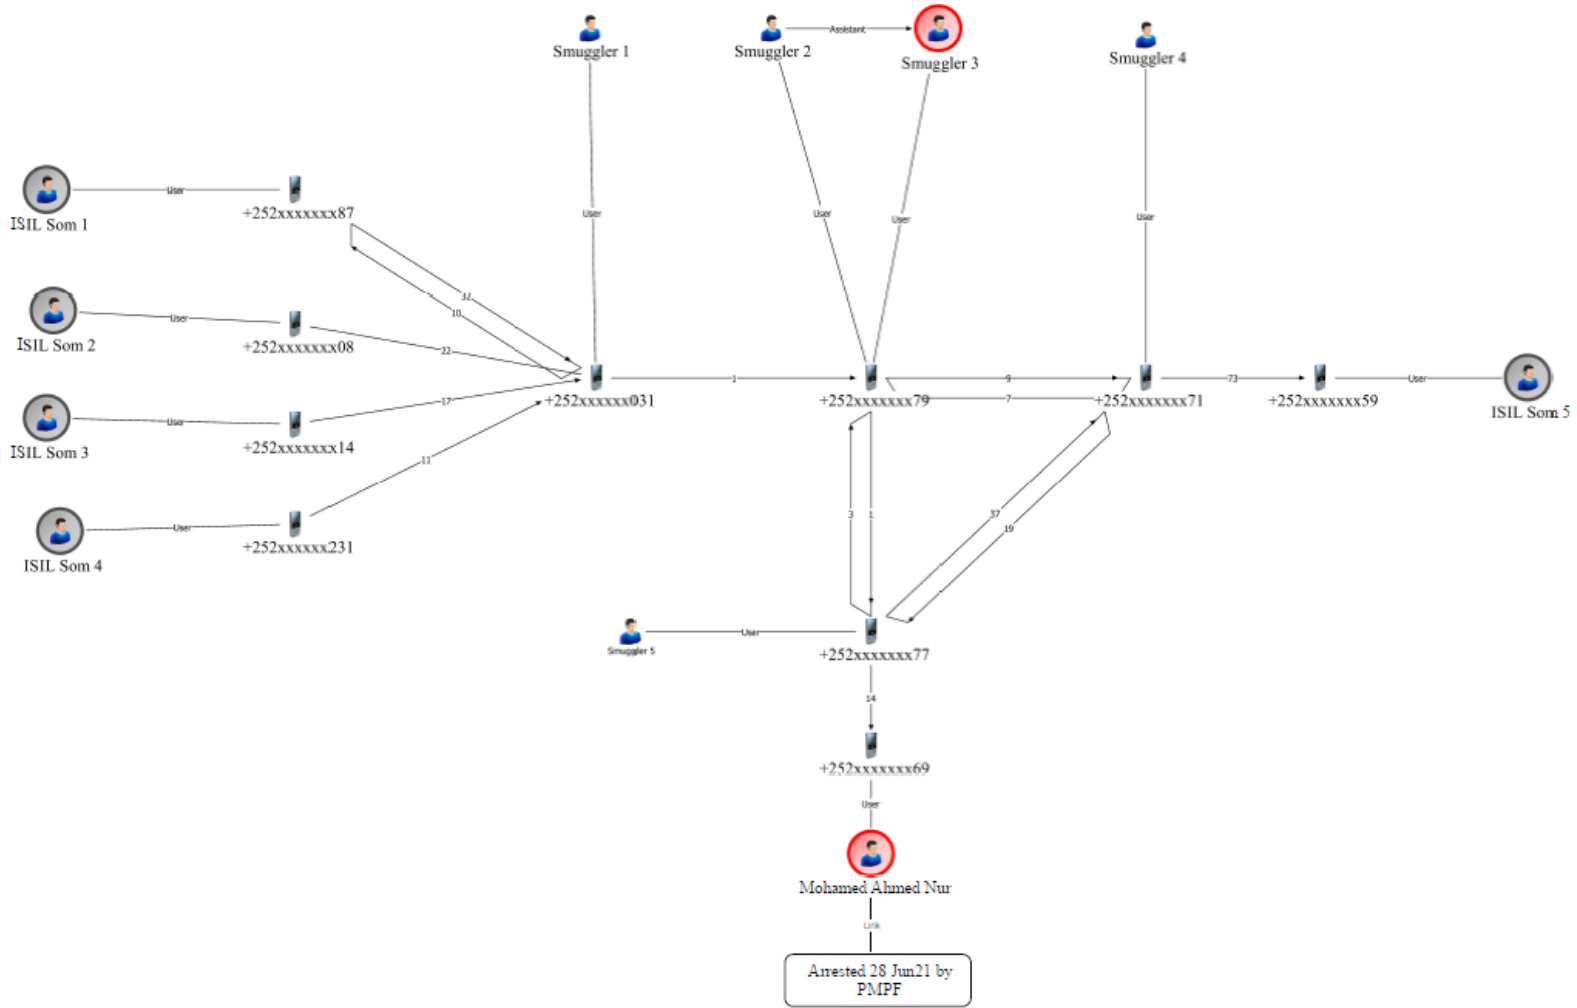 Smuggler 1
Smuggler 2
Assistant
Smuggler 3
Smuggler 4
ISIL Som 1
User
+252xxxxxxx87
User
User
User
User
32
10
ISIL Som 2
User
+252xxxxxxx08
22
ISIL Som 3
User
+252xxxxxxx14
17
+252xxxxxx031
1
+252xxxxxxx79
9
7
+252xxxxxxx71
73
+252xxxxxxx59
User
ISIL Som 5
11
ISIL Som 4
User
+252xxxxxx231
3
1
37
19
Smuggler 5
User
+252xxxxxxx77
14
+252xxxxxxx69
User
Mohamed Ahmed Nur
Link
Arrested 28 Jun21 by
PMPF